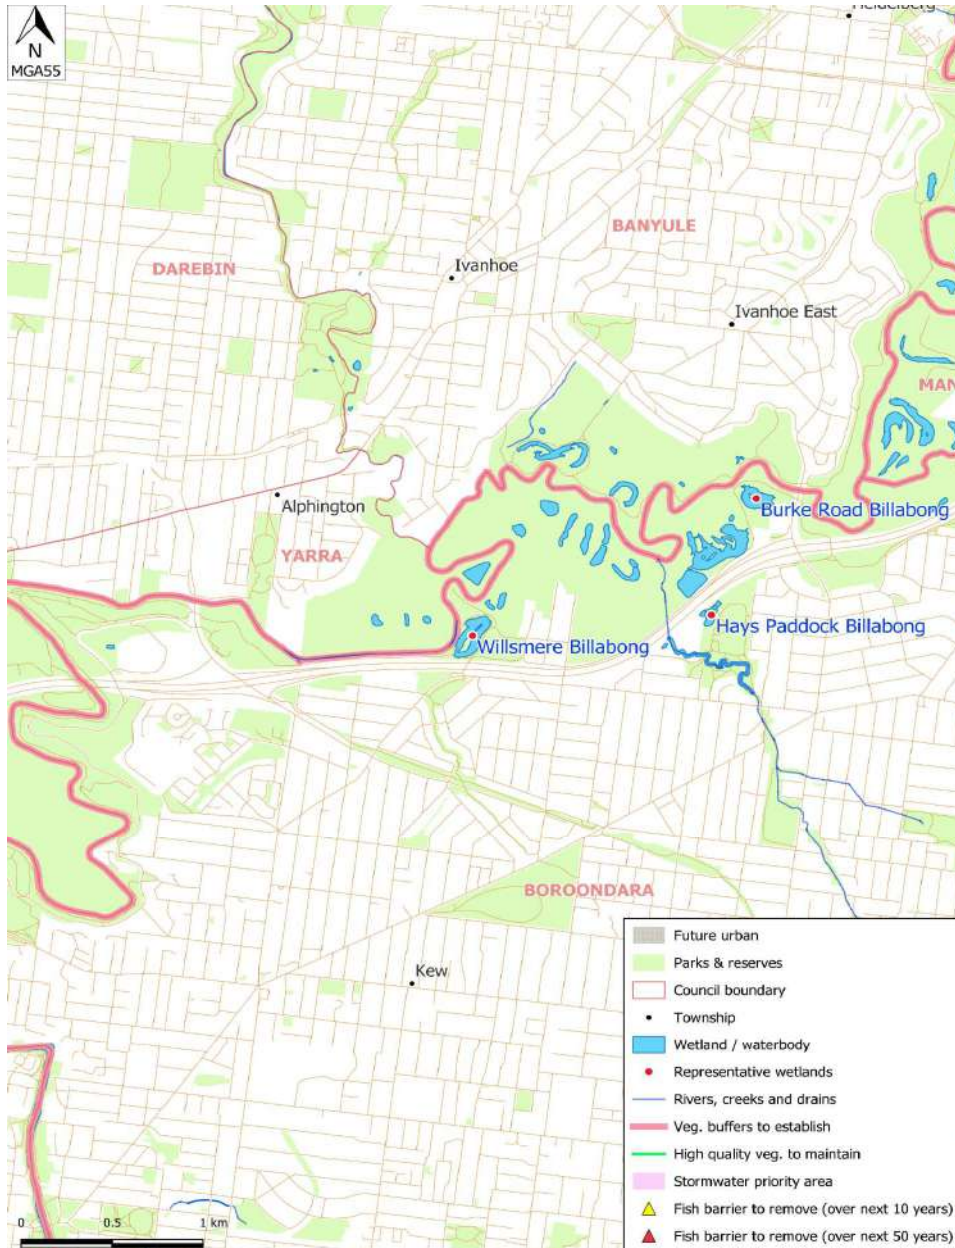 Heidelberg
N
MGA55
BANYULE
DAREBIN
Ivanhoe
Ivanhoe East
MAN
Alphington
Burke Road Billabong
YARRA
Hays Paddock Billabong
Willsmere Billabong
BOROONDARA
Kew
Future urban
Parks & reserves
Council boundary
Township
Wetland / waterbody
Representative wetlands
Rivers, creeks and drains
Veg. buffers to establish
High quality veg. to maintain
Stormwater priority area
Fish barrier to remove (over next 10 years)
Fish barrier to remove (over next 50 years)
0 0.5 1 km